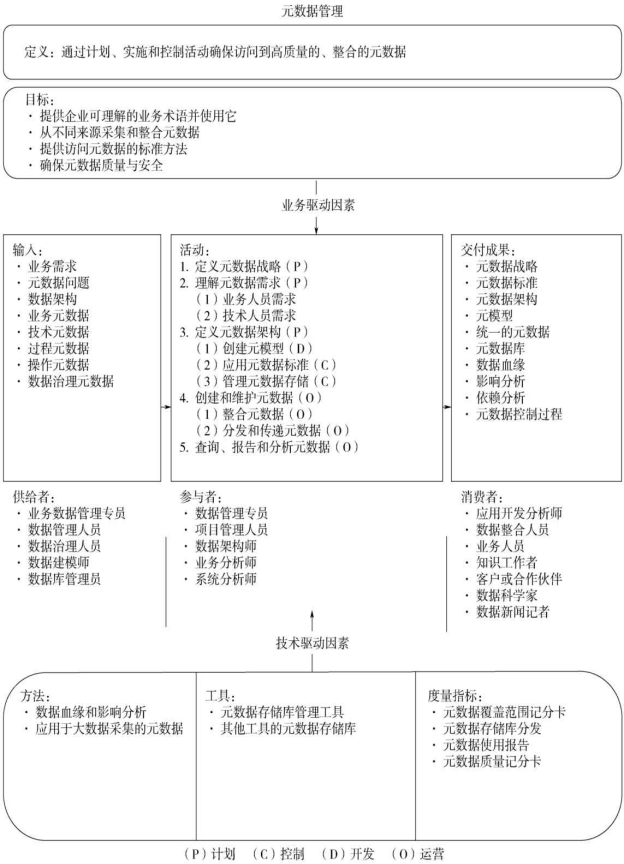 元数据管理
定义：通过计划、实施和控制活动确保访问到高质量的、整合的元数据
目标：
· 提供企业可理解的业务术语并使用它
· 从不同来源采集和整合元数据
· 提供访问元数据的标准方法
· 确保元数据质量与安全
业务驱动因素
输入：
· 业务需求
· 元数据问题
· 数据架构
· 业务元数据
· 技术元数据
· 过程元数据
· 操作元数据
· 数据治理元数据
活动：
1. 定义元数据战略（P）
2. 理解元数据需求（P）
（1）业务人员需求
（2）技术人员需求
3. 定义元数据架构（P）
（1）创建元模型（D）
（2）应用元数据标准（C）
（3）管理元数据存储（C）
4. 创建和维护元数据（O）
（1）整合元数据（O）
（2）分发和传递元数据（O）
5. 查询、报告和分析元数据（O）
交付成果：
· 元数据战略
· 元数据标准
· 元数据架构
· 元模型
· 统一的元数据
· 元数据库
· 数据血缘
· 影响分析
· 依赖分析
· 元数据控制过程
供给者：
· 业务数据管理专员
· 数据管理人员
· 数据治理人员
· 数据建模师
· 数据库管理员
参与者：
· 数据管理专员
· 项目管理人员
· 数据架构师
· 业务分析师
· 系统分析师
消费者：
· 应用开发分析师
· 数据整合人员
· 业务人员
· 知识工作者
· 客户或合作伙伴
· 数据科学家
· 数据新闻记者
技术驱动因素
方法：
· 数据血缘和影响分析
· 应用于大数据采集的元数据
工具：
· 元数据存储库管理工具
· 其他工具的元数据存储库
度量指标：
· 元数据覆盖范围记分卡
· 元数据存储库分发
· 元数据使用报告
· 元数据质量记分卡
（P）计划 （C）控制 （D）开发 （O）运营